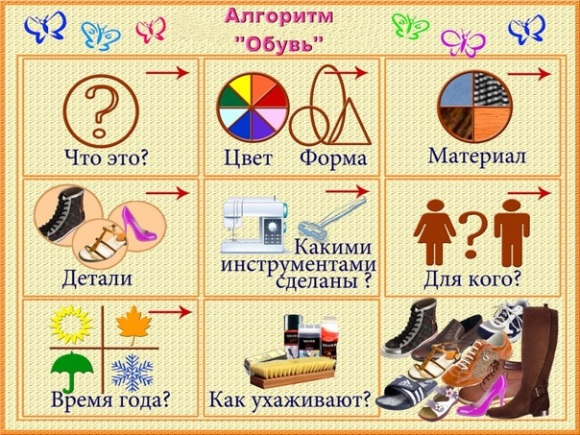 Алгоритм
"Обувь"
Что это?
Цвет Форма
Материал
Детали
Какими
инструментами
сделаны ?
Для кого?
Время года?
Как ухаживают?